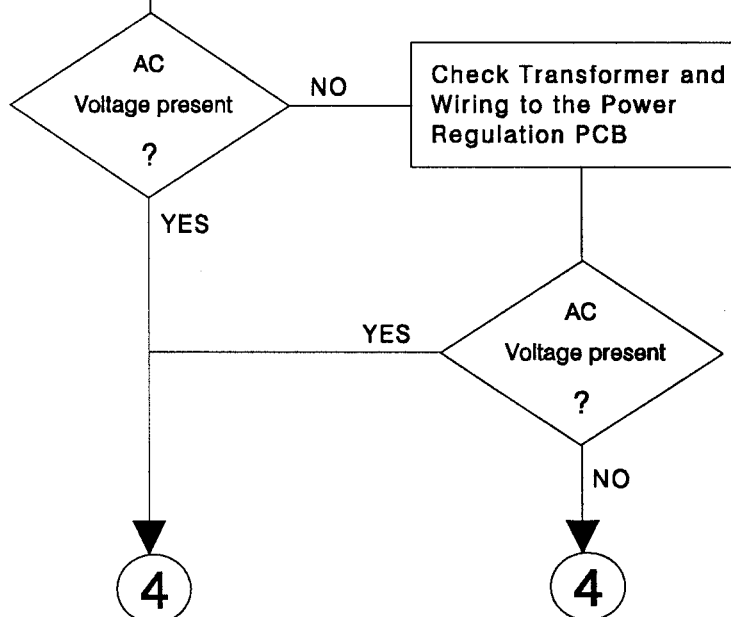 AC
Voltage present
?
NO
Check Transformer and
Wiring to the Power
Regulation PCB
YES
AC
Voltage present
?
YES
NO
4
4